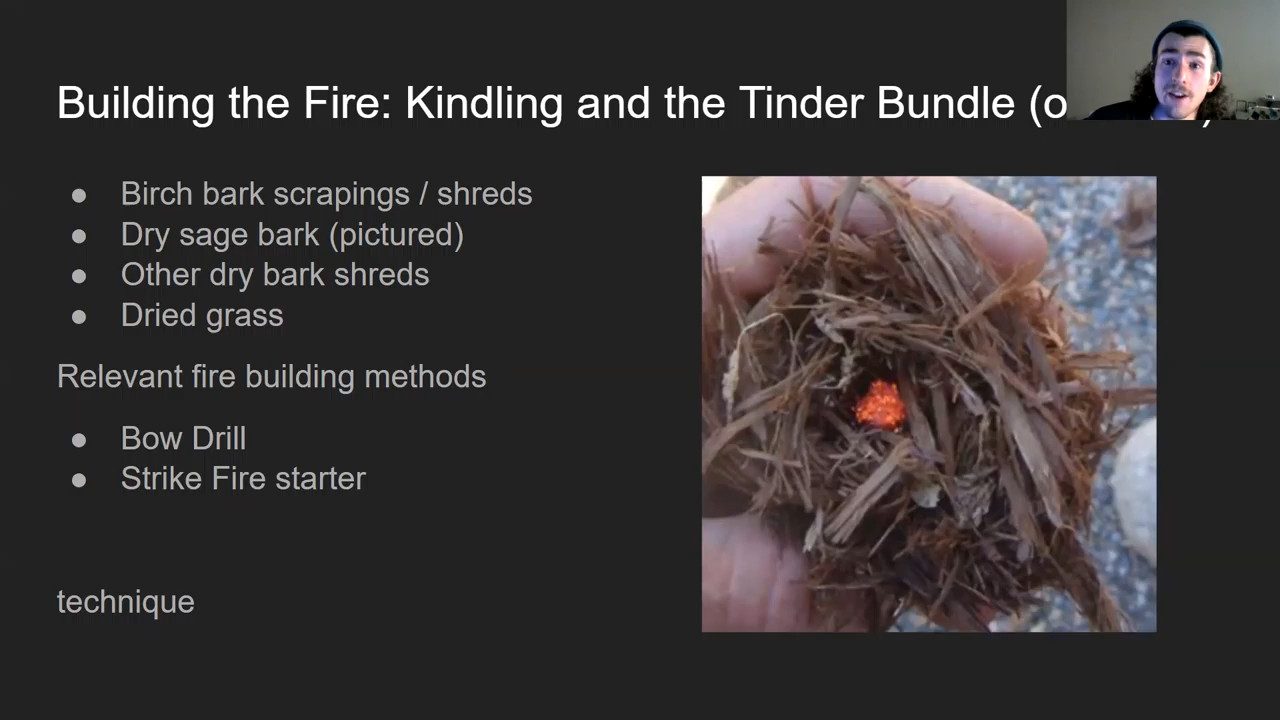 Building the Fire: Kindling and the Tinder Bundle (o )
● Birch bark scrapings / shreds
● Dry sage bark (pictured)
● Other dry bark shreds
● Dried grass
Relevant fire building methods
● Bow Drill
● Strike Fire starter
technique